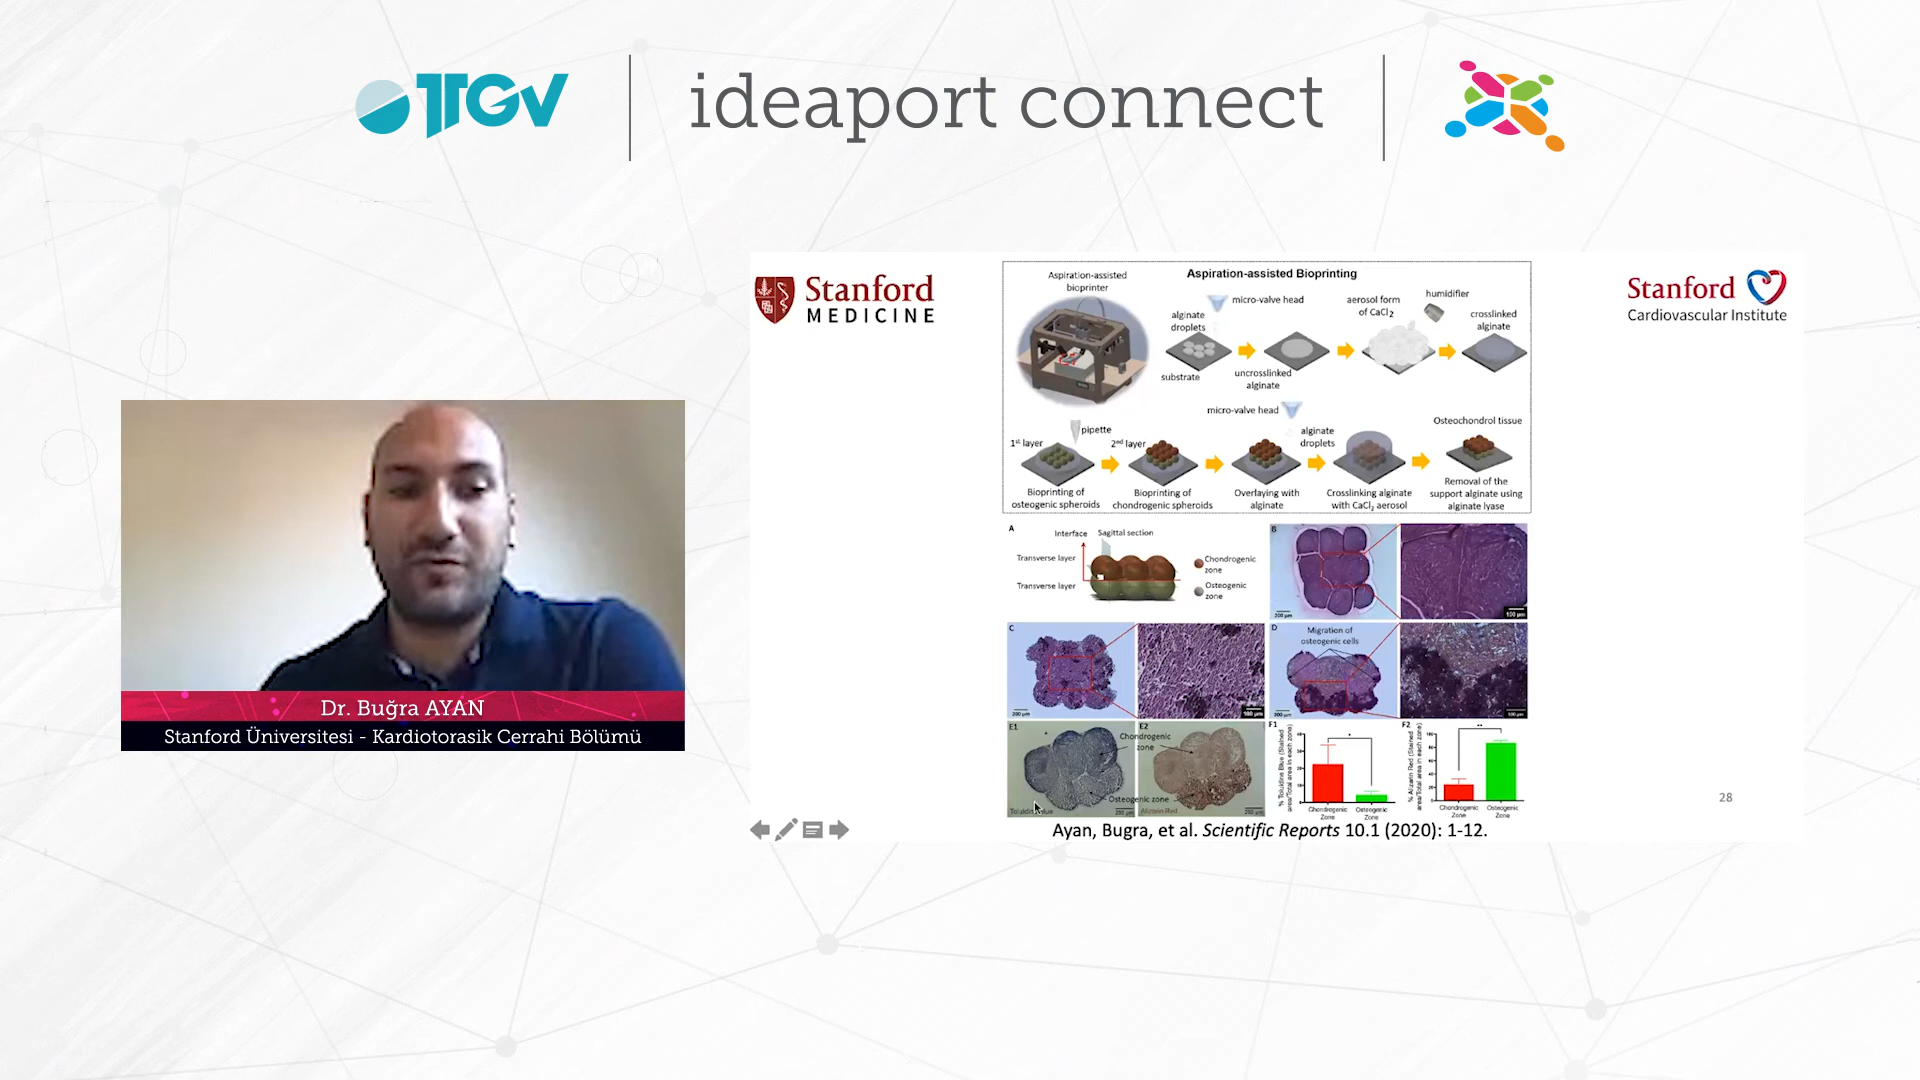 TTGV
ideaport connect
Stanford
MEDICINE
Stanford
Cardiovascular Institute
Aspiration-assisted
bioprinter
Aspiration-assisted Bioprinting
micro-valve head
alginate
droplets
substrate
uncrosslinked
alginate
aerosol form
of CaCl2
humidifier
crosslinked
alginate
micro-valve head
1st layer
pipette
2nd layer
alginate
droplets
Osteochondrol tissue
Bioprinting of
osteogenic spheroids
Bioprinting of
chondrogenic spheroids
Overlaying with
alginate
Crosslinking alginate
with CaCl2 aerosol
Removal of the
support alginate using
alginate lyase
A
Interface
Sagittal section
Transverse layer
Transverse layer
Chondrogenic
zone
Osteogenic
zone
B
200 µm
100 µm
C
200 µm
100 µm
D
Migration of
osteogenic cells
200 µm
100 µm
E1
E2
Chondrogenic
zone
Osteogenic zone
Alizarin Red
250 µm
250 µm
F1
% Toluidine Blue (Stained
area/Total area in each zone)
Chondrogenic
Zone
Osteogenic
Zone
F2
% Alizarin Red (Stained
area/Total area in each zone)
Chondrogenic
Zone
Osteogenic
Zone
28
Ayan, Bugra, et al. Scientific Reports 10.1 (2020): 1-12.
Dr. Buğra AYAN
Stanford Üniversitesi - Kardiotorasik Cerrahi Bölümü